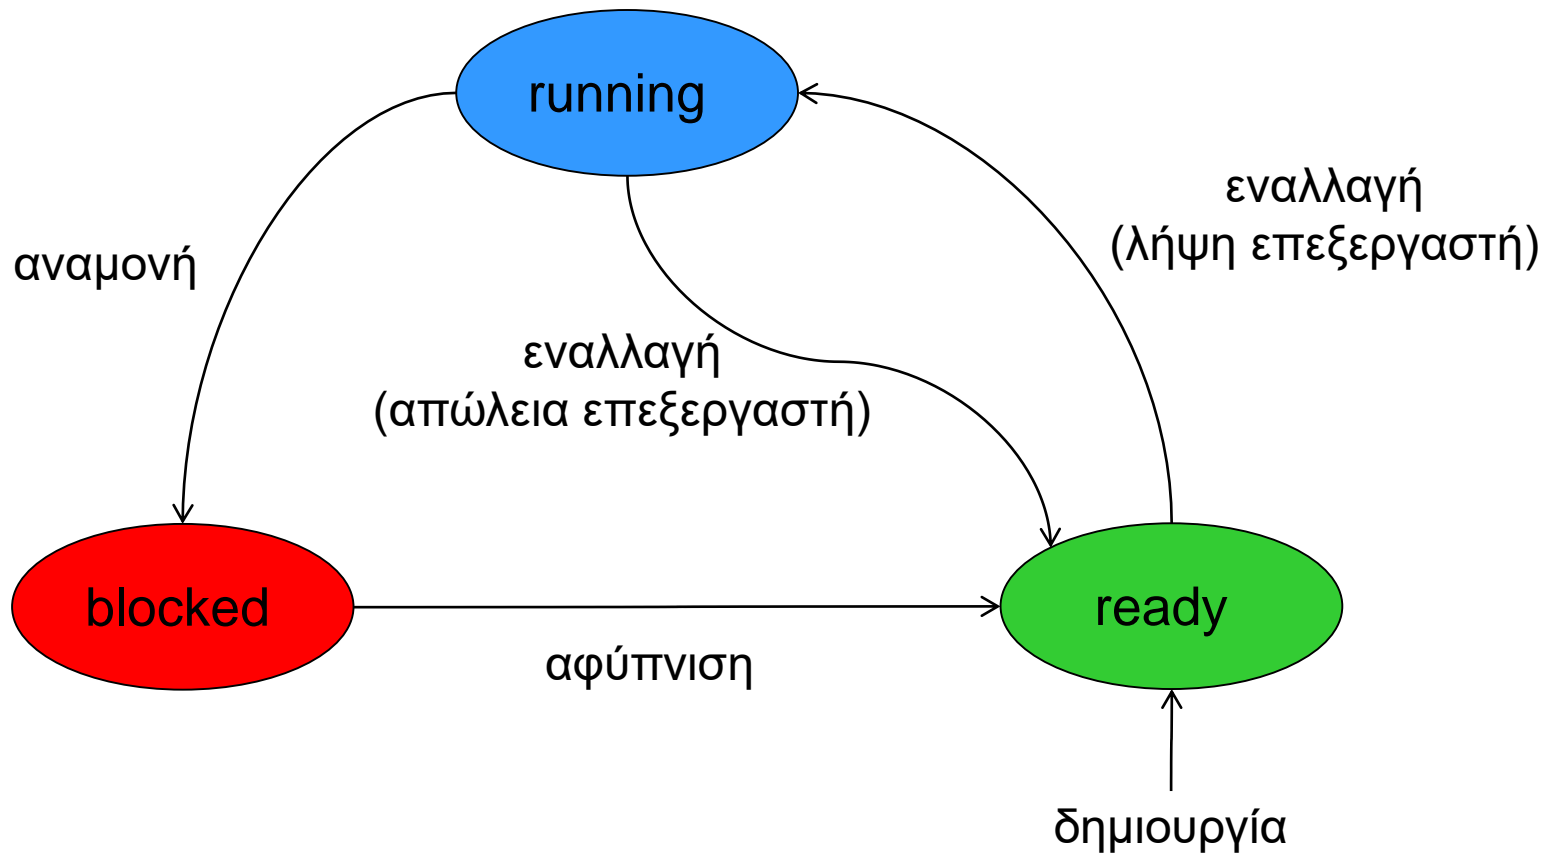 running
εναλλαγή
(λήψη επεξεργαστή)
αναμονή
εναλλαγή
(απώλεια επεξεργαστή)
blocked
ready
αφύπνιση
δημιουργία